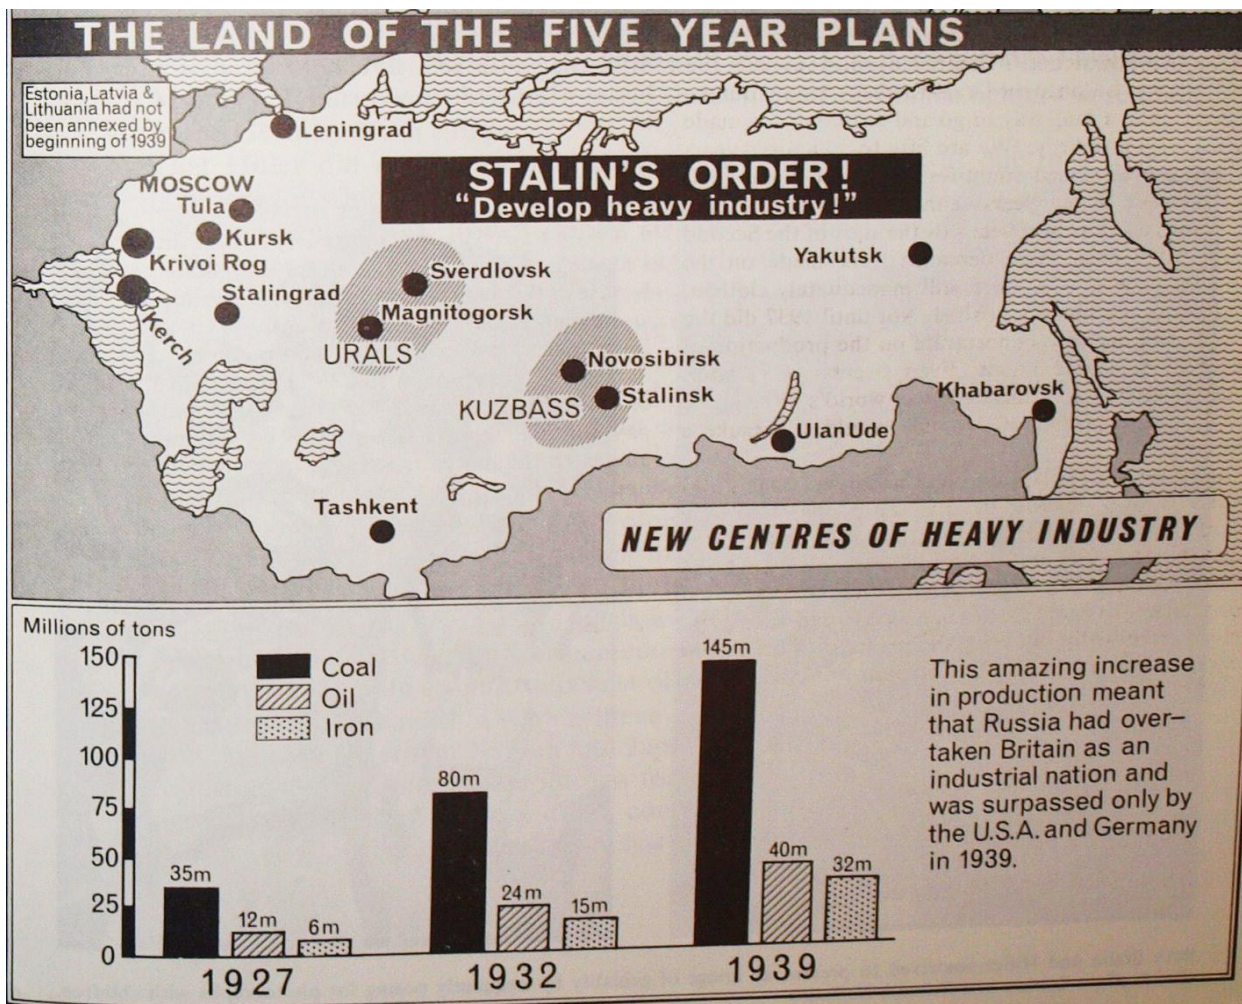 THE LAND OF THE FIVE YEAR PLANS
Estonia, Latvia &
Lithuania had not
been annexed by
beginning of 1939
Leningrad
STALIN'S ORDER!
"Develop heavy industry!"
MOSCOW
Tula
Kursk
Krivoi Rog
Stalingrad
Kerch
Sverdlovsk
Magnitogorsk
URALS
Yakutsk
Novosibirsk
KUZBASS
Stalinsk
Khabarovsk
Ulan Ude
Tashkent
NEW CENTRES OF HEAVY INDUSTRY
Millions of tons
150
125
100
75
50
25
0
Coal
Oil
Iron
35m
12m
6m
1927
80m
24m
15m
1932
145m
40m
32m
1939
This amazing increase
in production meant
that Russia had over–
taken Britain as an
industrial nation and
was surpassed only by
the U.S.A. and Germany
in 1939.